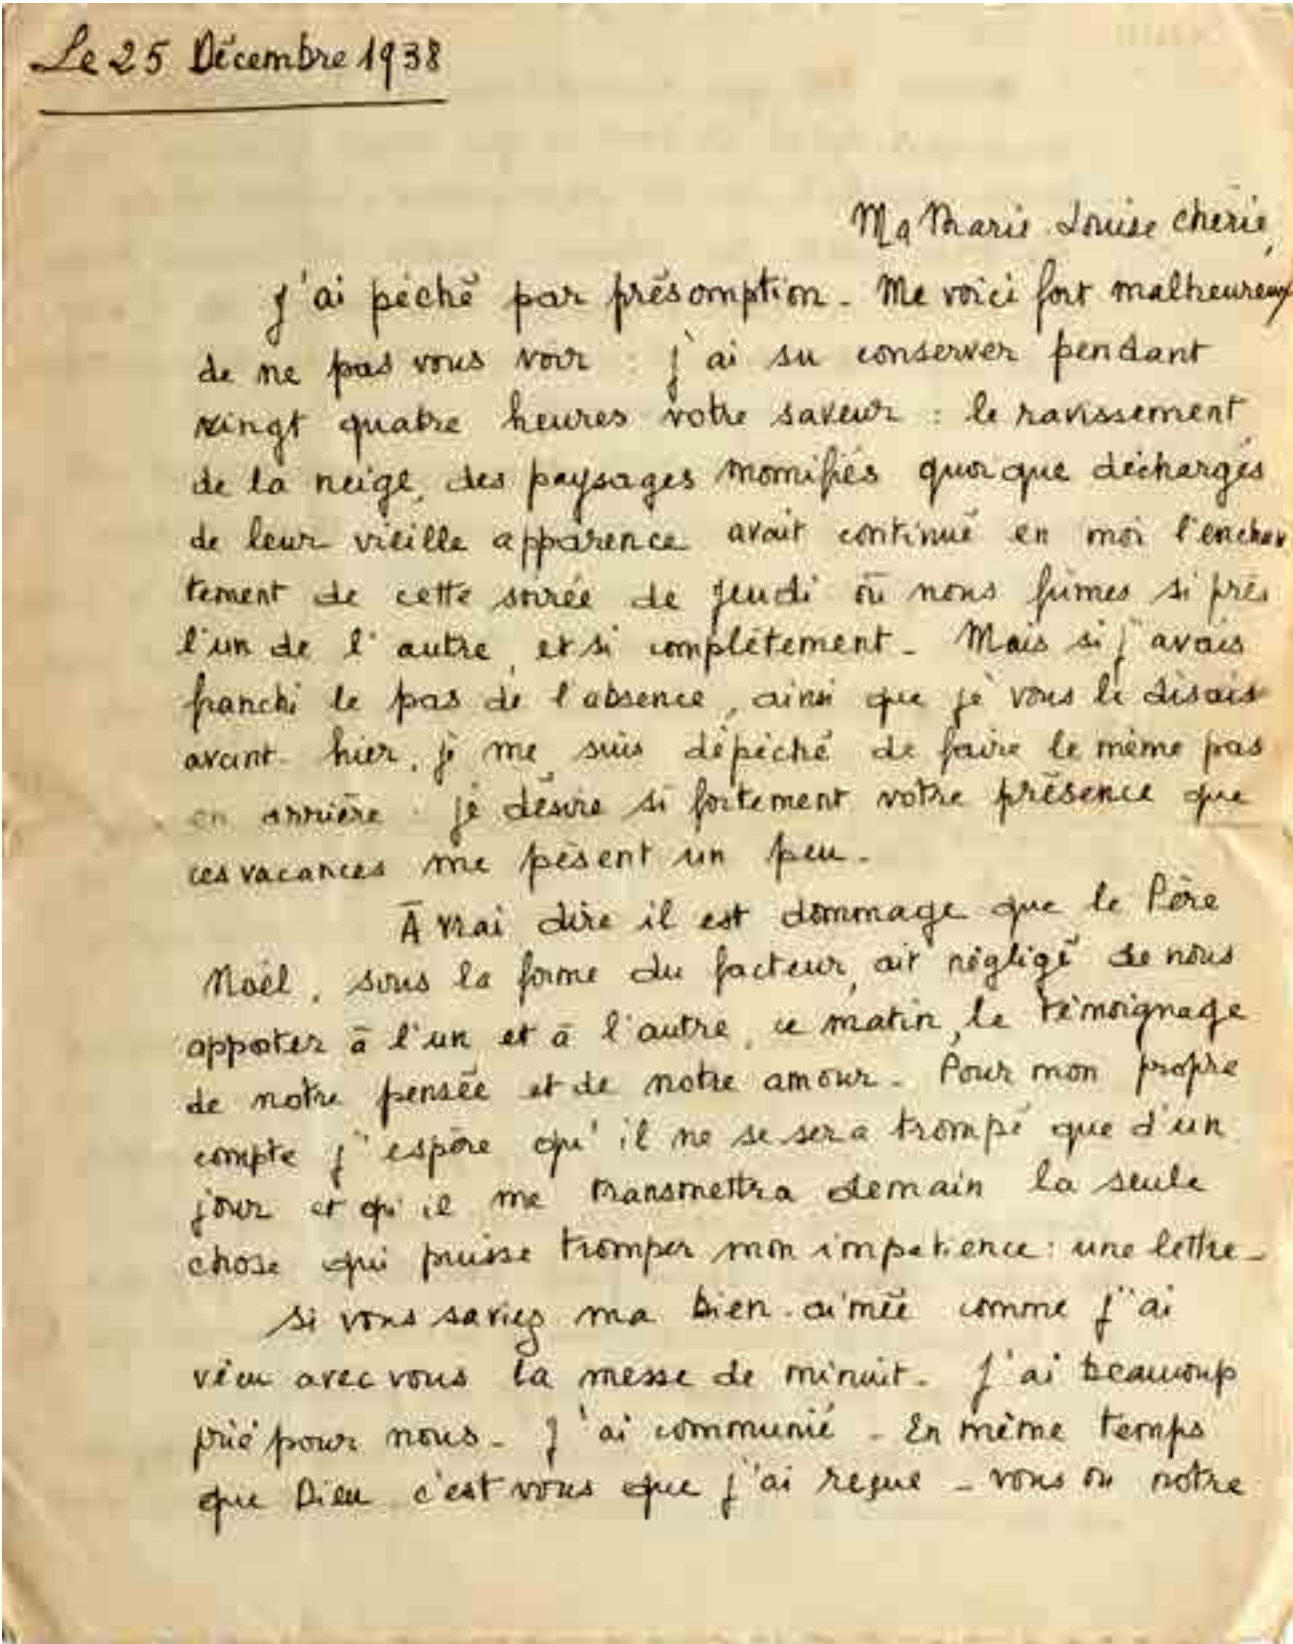 Le 25 Décembre 1938
Ma Marie Louise chérie,
J'ai péché par présomption. Me voici fort malheureux
de ne pas vous voir : j'ai su conserver pendant
vingt quatre heures votre saveur : le ravissement
de la neige, des paysages momifiés quoique déchargés
de leur vieille apparence avait continué en moi l'enchan
tement de cette soirée de jeudi où nous fûmes si près
l'un de l'autre, et si complètement. Mais si j'avais
franchi le pas de l'absence, ainsi que je vous le disais
avant-hier, je me suis dépêché de faire le même pas
en arrière : je désire si fortement votre présence que
ces vacances me pèsent un peu.
À vrai dire il est dommage que le Père
Noël, sous la forme du facteur, ait négligé de nous
apporter à l'un et à l'autre, ce matin, le témoignage
de notre pensée et de notre amour. Pour mon propre
compte j'espère qu'il ne se sera trompé que d'un
jour et qu'il me transmettra demain la seule
chose qui puisse tromper mon impatience : une lettre.
Si vous saviez ma bien-aimée comme j'ai
vécu avec vous la messe de minuit. J'ai beaucoup
prié pour nous. J'ai communié. En même temps
que Dieu c'est vous que j'ai reçue - vous ou notre